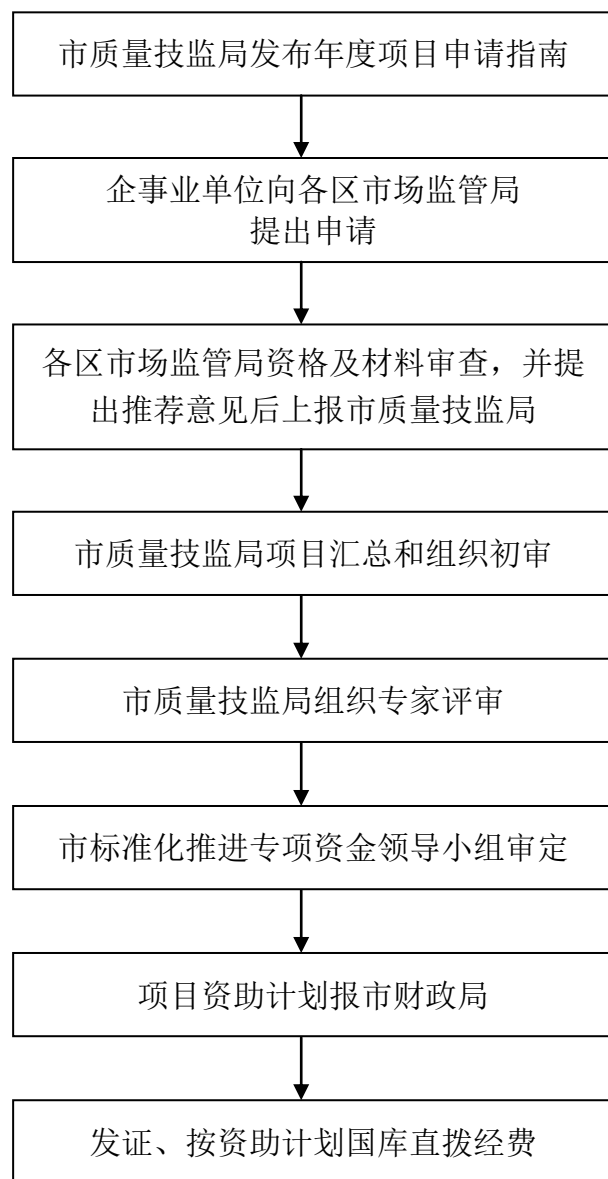 市质量技监局发布年度项目申请指南
企事业单位向各区市场监管局
提出申请
各区市场监管局资格及材料审查，并提
出推荐意见后上报市质量技监局
市质量技监局项目汇总和组织初审
市质量技监局组织专家评审
市标准化推进专项资金领导小组审定
项目资助计划报市财政局
发证、按资助计划国库直拨经费